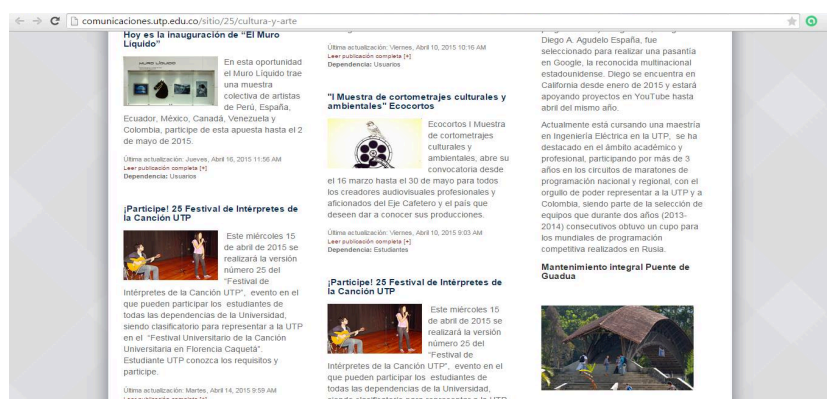 comunicaciones.utp.edu.co/sitio/25/cultura-y-arte
Hoy es la inauguración de "El Muro
Líquido"
MURO LÍQUIDO
En esta oportunidad
el Muro Líquido trae
una muestra
colectiva de artistas
de Perú, España,
Ecuador, México, Canadá, Venezuela y
Colombia, participe de esta apuesta hasta el 2
de mayo de 2015.
Última actualización: Jueves, Abril 16, 2015 11:56 AM
Leer publicación completa [+]
Dependencia: Usuarios
¡Participe! 25 Festival de Intérpretes de
la Canción UTP
Este miércoles 15
de abril de 2015 se
realizará la versión
número 25 del
"Festival de
Intérpretes de la Canción UTP", evento en el
que pueden participar los estudiantes de
todas las dependencias de la Universidad,
siendo clasificatorio para representar a la UTP
en el "Festival Universitario de la Canción
Universitaria en Florencia Caquetá".
Estudiante UTP conozca los requisitos y
participe.
Última actualización: Martes, Abril 14, 2015 9:59 AM
Leer publicación completa [+]
Última actualización: Viernes, Abril 10, 2015 10:16 AM
Leer publicación completa [+]
Dependencia: Usuarios
"I Muestra de cortometrajes culturales y
ambientales" Ecocortos
Ecocortos I Muestra
de cortometrajes
culturales y
ambientales, abre su
convocatoria desde
el 16 marzo hasta el 30 de mayo para todos
los creadores audiovisuales profesionales y
aficionados del Eje Cafetero y el país que
deseen dar a conocer sus producciones.
Última actualización: Viernes, Abril 10, 2015 9:03 AM
Leer publicación completa [+]
Dependencia: Estudiantes
¡Participe! 25 Festival de Intérpretes de
la Canción UTP
Este miércoles 15
de abril de 2015 se
realizará la versión
número 25 del
"Festival de
Intérpretes de la Canción UTP", evento en el
que pueden participar los estudiantes de
todas las dependencias de la Universidad,
siendo clasificatorio para representar a la UTP
Diego A. Agudelo España, fue
seleccionado para realizar una pasantía
en Google, la reconocida multinacional
estadounidense. Diego se encuentra en
California desde enero de 2015 y estará
apoyando proyectos en YouTube hasta
abril del mismo año.
Actualmente está cursando una maestría
en Ingeniería Eléctrica en la UTP, se ha
destacado en el ámbito académico y
profesional, participando por más de 3
años en los circuitos de maratones de
programación nacional y regional, con el
orgullo de poder representar a la UTP y a
Colombia, siendo parte de la selección de
equipos que durante dos años (2013-
2014) consecutivos obtuvo un cupo para
los mundiales de programación
competitiva realizados en Rusia.
Mantenimiento integral Puente de
Guadua